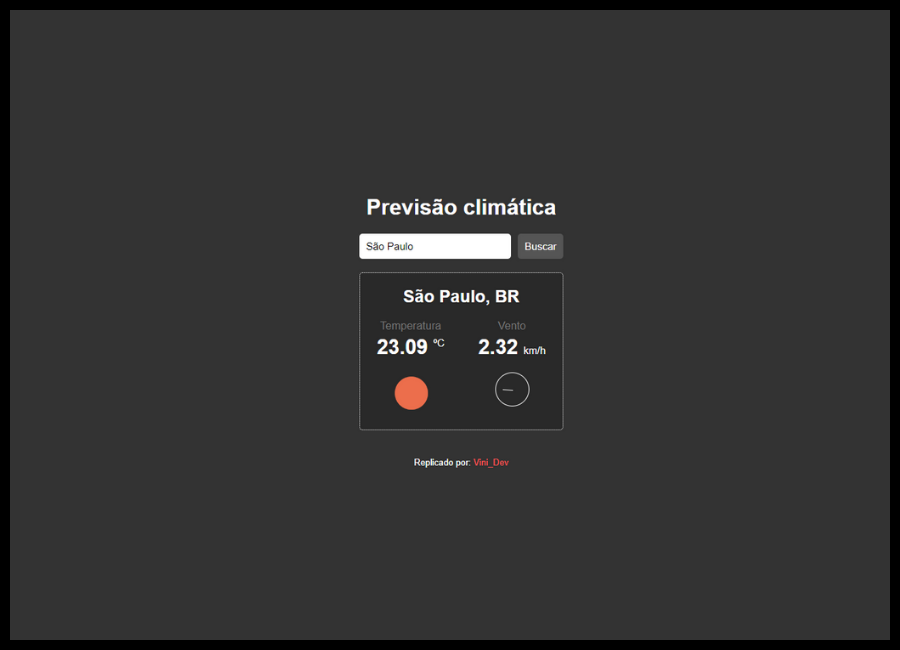 Previsão climática
São Paulo Buscar
São Paulo, BR
Temperatura Vento
23.09 ºC 2.32 km/h
Replicado por: Vini_Dev